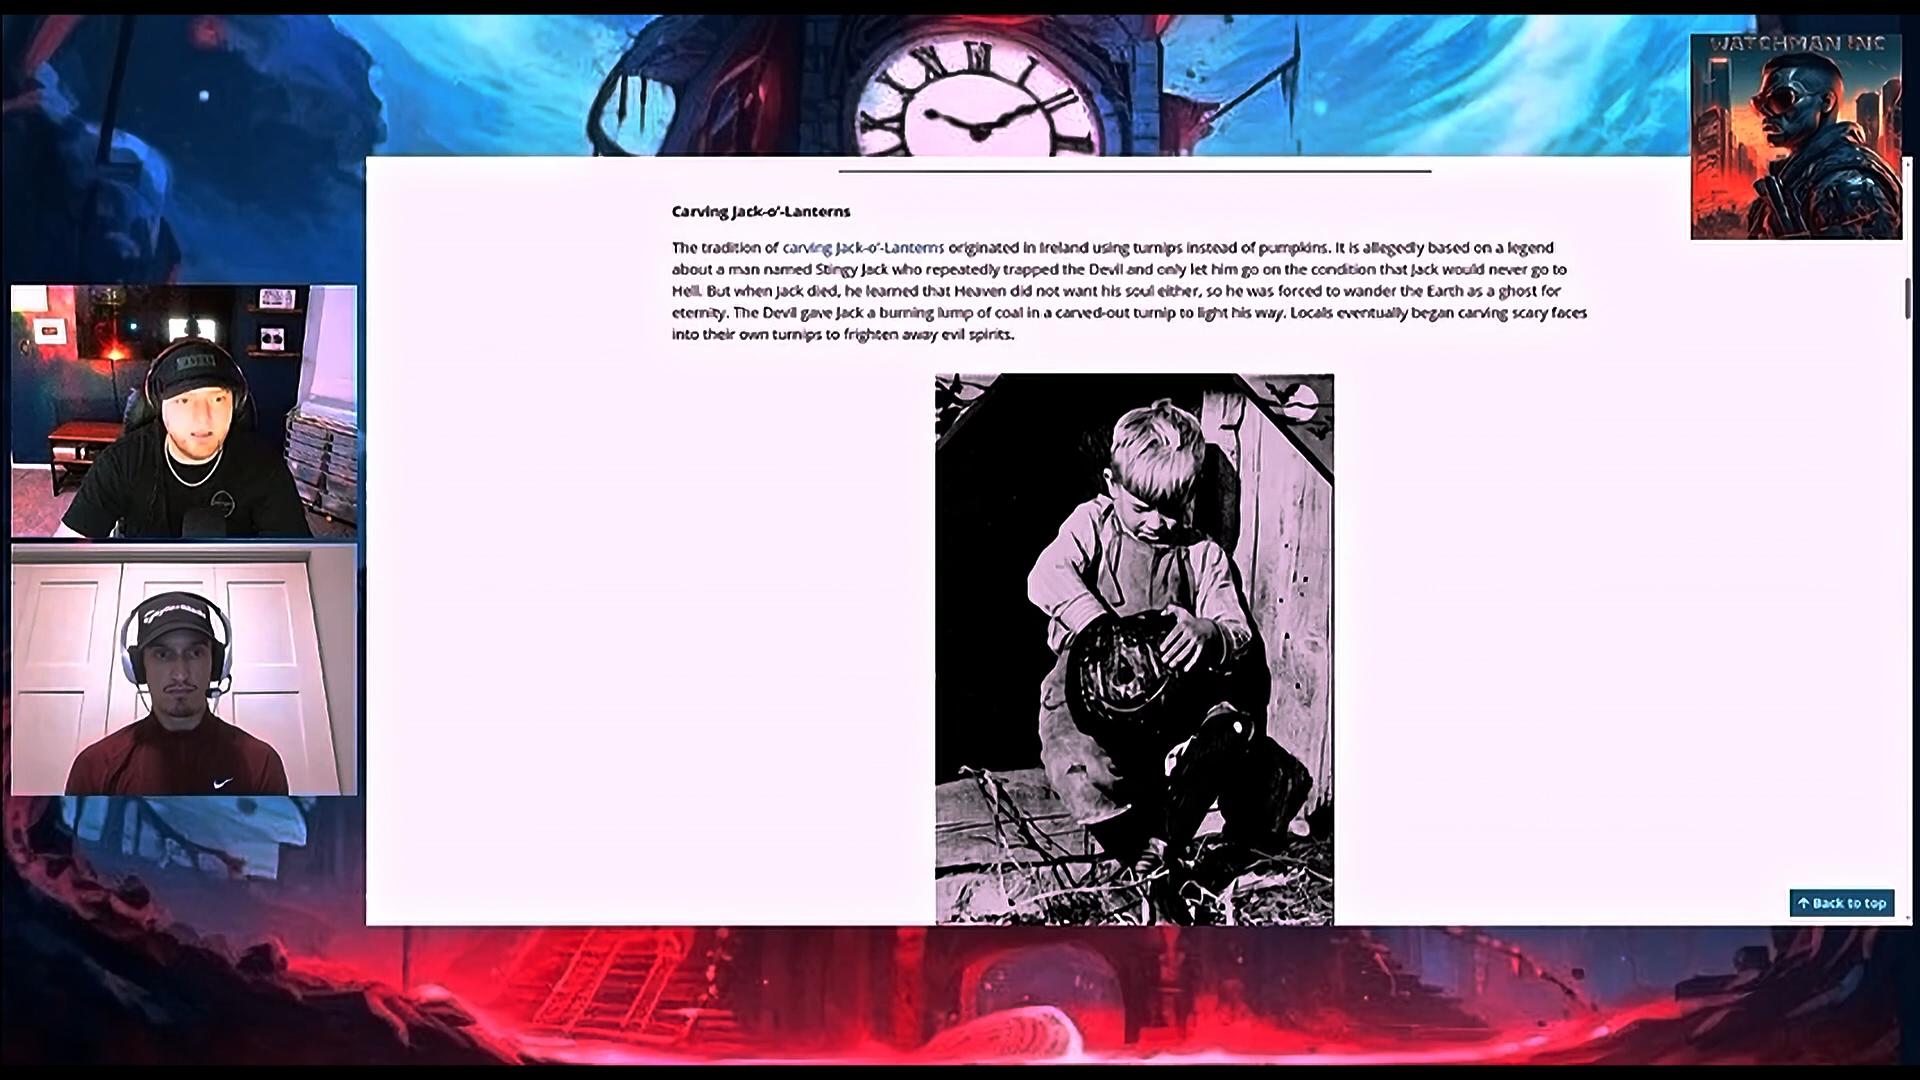 WATCHMAN INC
Carving Jack-o'-Lanterns
The tradition of carving Jack-o'-Lanterns originated in Ireland using turnips instead of pumpkins. It is allegedly based on a legend
about a man named Stingy Jack who repeatedly trapped the Devil and only let him go on the condition that Jack would never go to
Hell. But when Jack died, he learned that Heaven did not want his soul either, so he was forced to wander the Earth as a ghost for
eternity. The Devil gave Jack a burning lump of coal in a carved-out turnip to light his way. Locals eventually began carving scary faces
into their own turnips to frighten away evil spirits.
TaylorMade
↑ Back to top